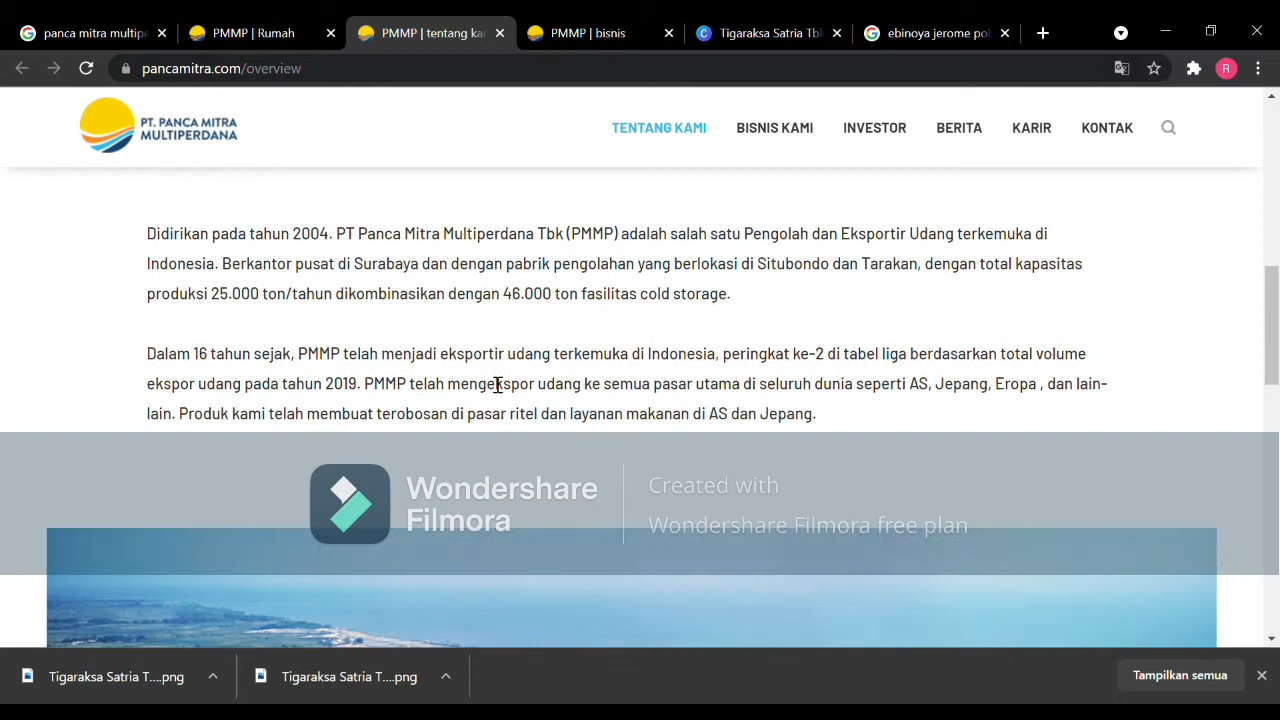 panca mitra multipe
PMMP | Rumah
PMMP | tentang kan
PMMP | bisnis
Tigaraksa Satria Tbk
ebinoya jerome pol
pancamitra.com/overview
R
PT. PANCA MITRA
MULTIPERDANA
TENTANG KAMI
BISNIS KAMI
INVESTOR
BERITA
KARIR
KONTAK
Didirikan pada tahun 2004. PT Panca Mitra Multiperdana Tbk (PMMP) adalah salah satu Pengolah dan Eksportir Udang terkemuka di
Indonesia. Berkantor pusat di Surabaya dan dengan pabrik pengolahan yang berlokasi di Situbondo dan Tarakan, dengan total kapasitas
produksi 25.000 ton/tahun dikombinasikan dengan 46.000 ton fasilitas cold storage.
Dalam 16 tahun sejak, PMMP telah menjadi eksportir udang terkemuka di Indonesia, peringkat ke-2 di tabel liga berdasarkan total volume
ekspor udang pada tahun 2019. PMMP telah mengekspor udang ke semua pasar utama di seluruh dunia seperti AS, Jepang, Eropa , dan lain-
lain. Produk kami telah membuat terobosan di pasar ritel dan layanan makanan di AS dan Jepang.
Wondershare
Filmora
Created with
Wondershare Filmora free plan
Tigaraksa Satria T....png
Tigaraksa Satria T....png
Tampilkan semua